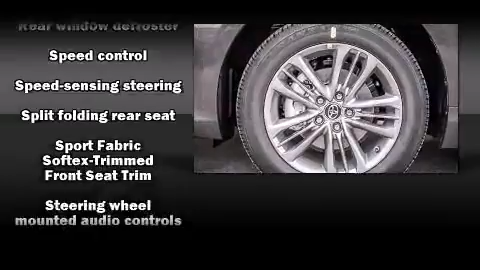 Rear window defroster
Speed control
Speed-sensing steering
Split folding rear seat
Sport Fabric
Softex-Trimmed
Front Seat Trim
Steering wheel
mounted audio controls